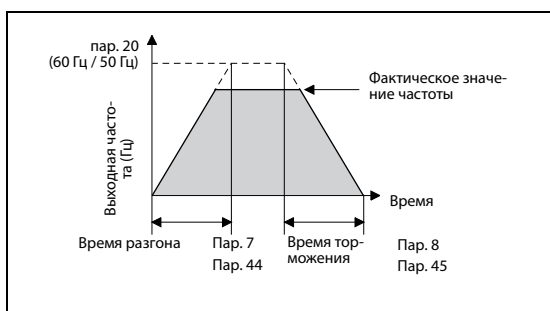 пар. 20
(60 Гц / 50 Гц)
Фактическое значе-
ние частоты
Выходная часто-
та (Гц)
Время
Время разгона
Пар. 7
Пар. 44
Время тор-
можения
Пар. 8
Пар. 45